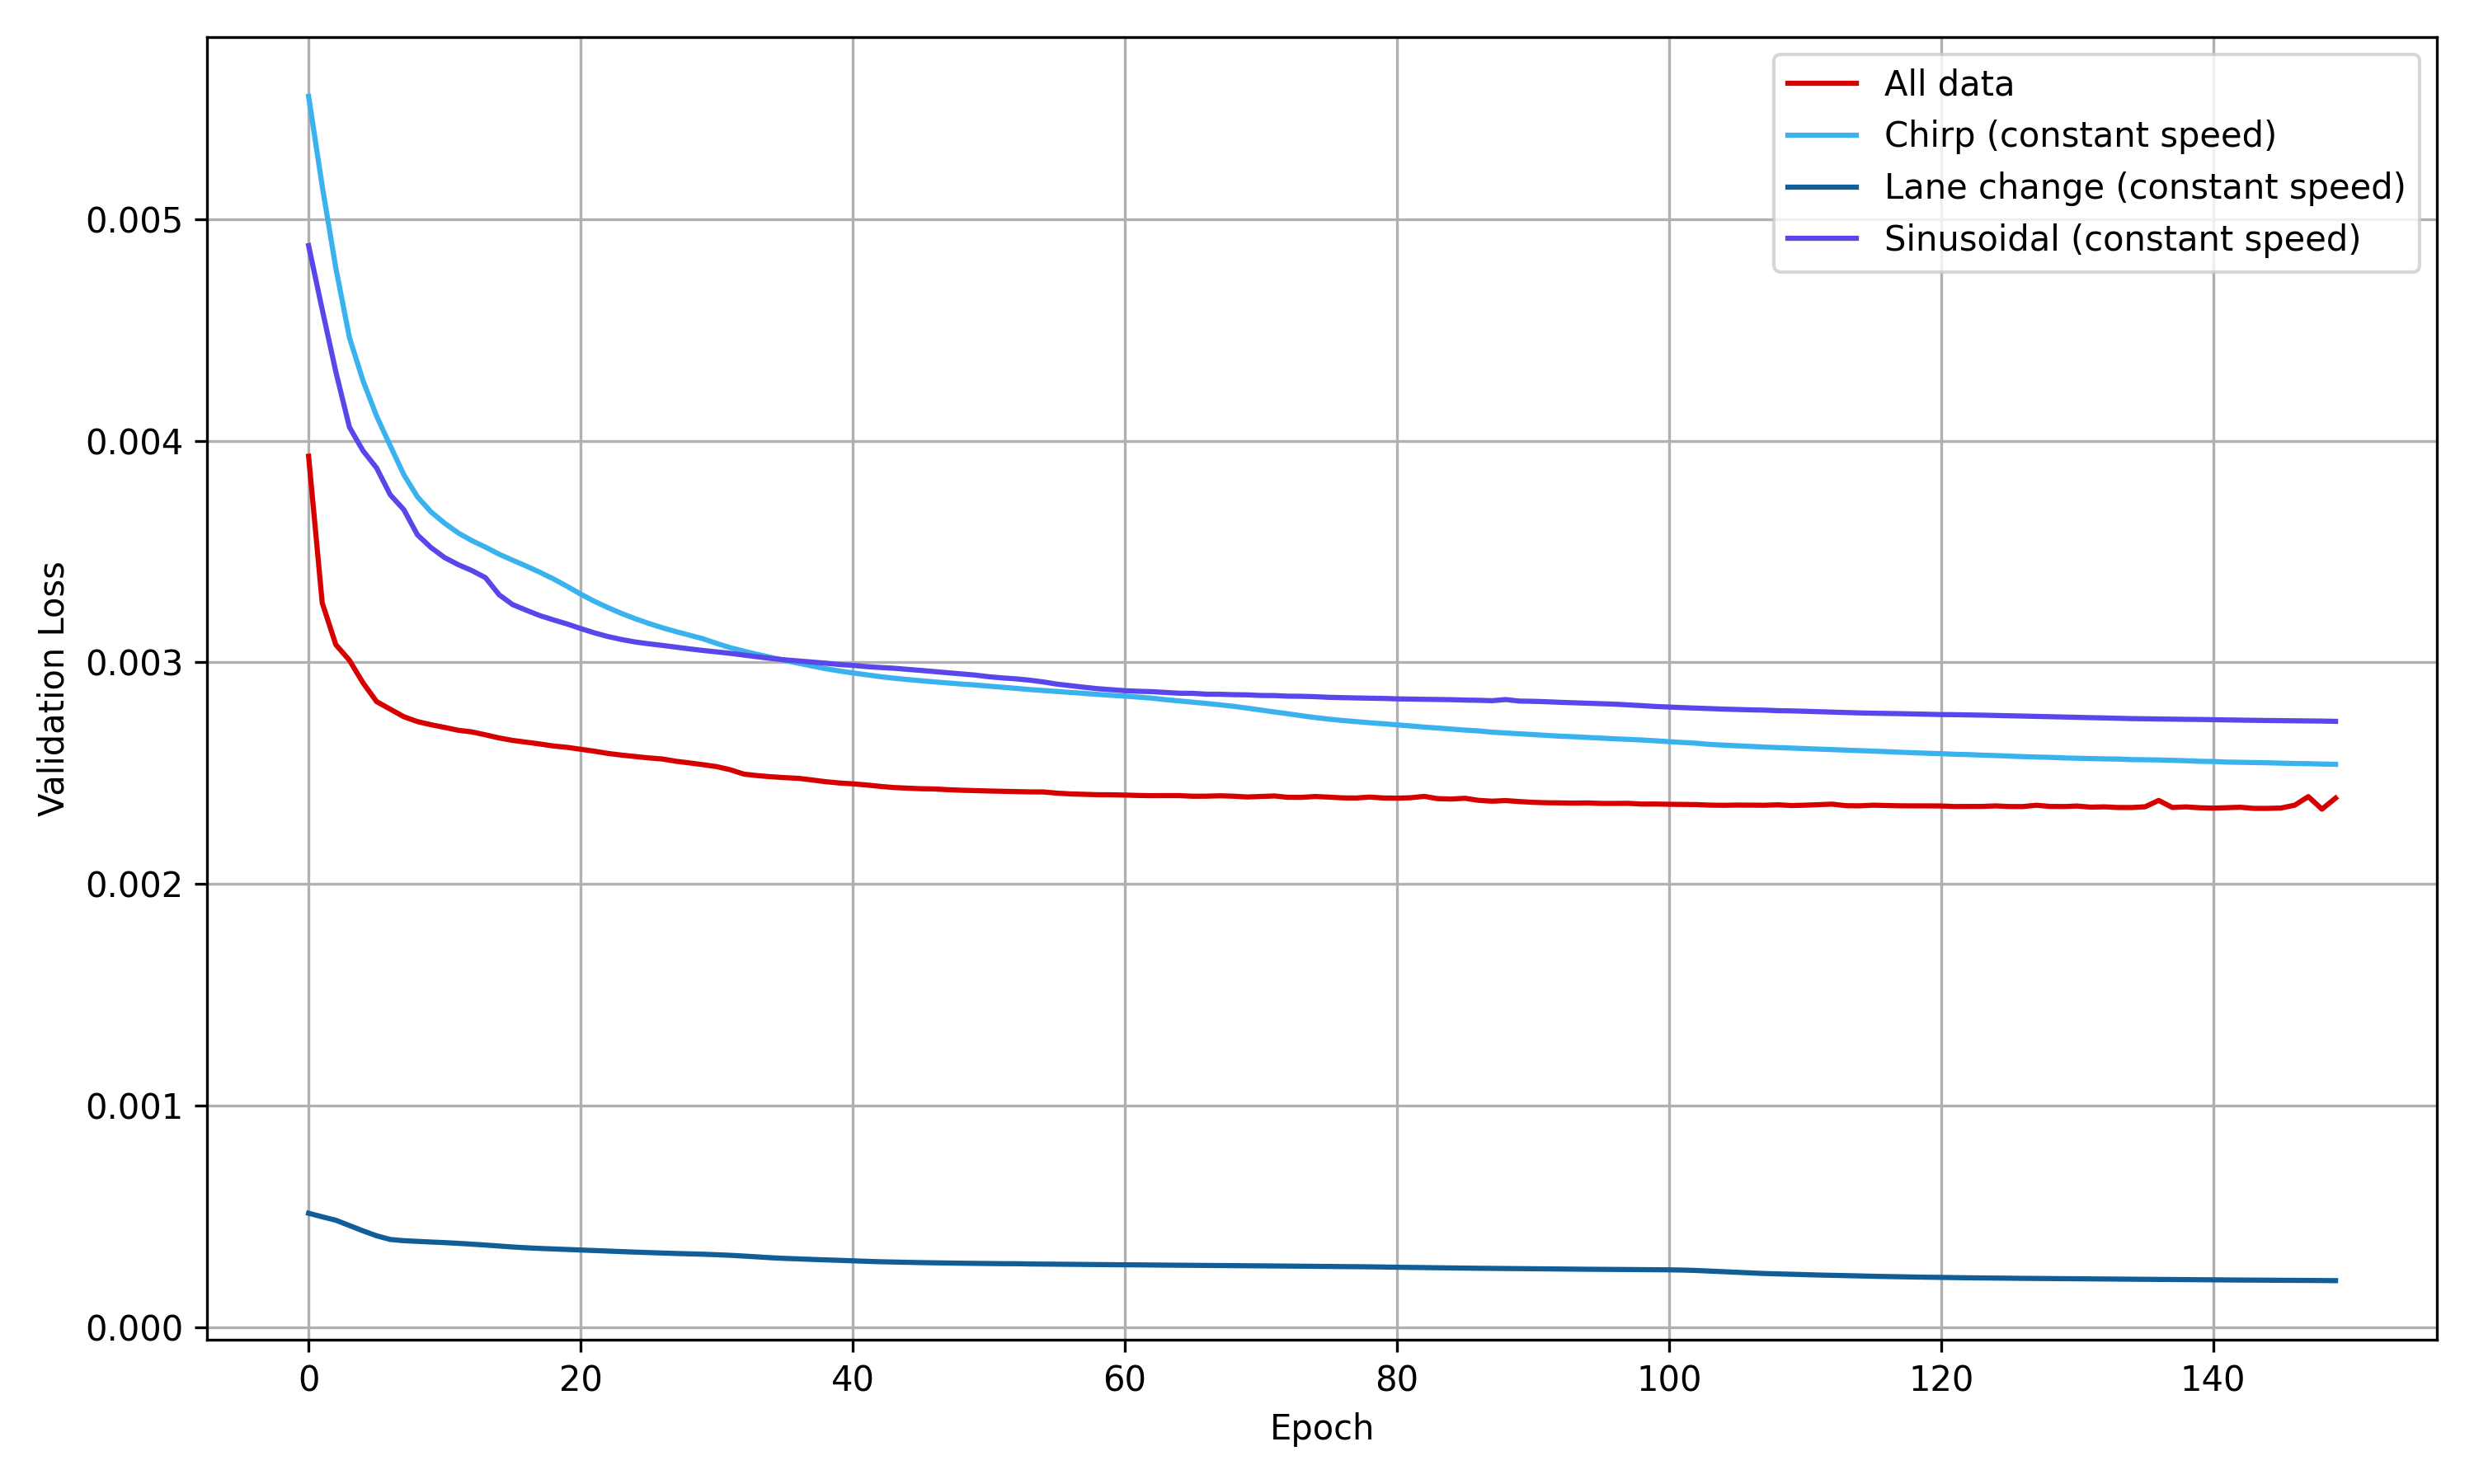 All data
Chirp (constant speed)
Lane change (constant speed)
Sinusoidal (constant speed)
0.005
0.004
0.003
0.002
0.001
0.000
Validation Loss
0 20 40 60 80 100 120 140
Epoch